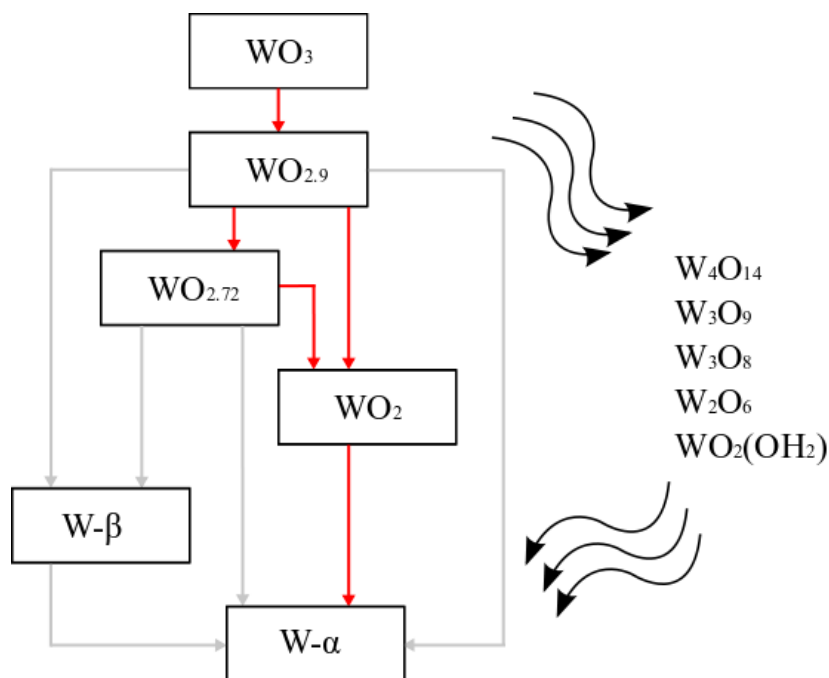 WO₃
WO₂.₉
WO₂.₇₂
WO₂
W-β
W-α
W₄O₁₄
W₃O₉
W₃O₈
W₂O₆
WO₂(OH₂)